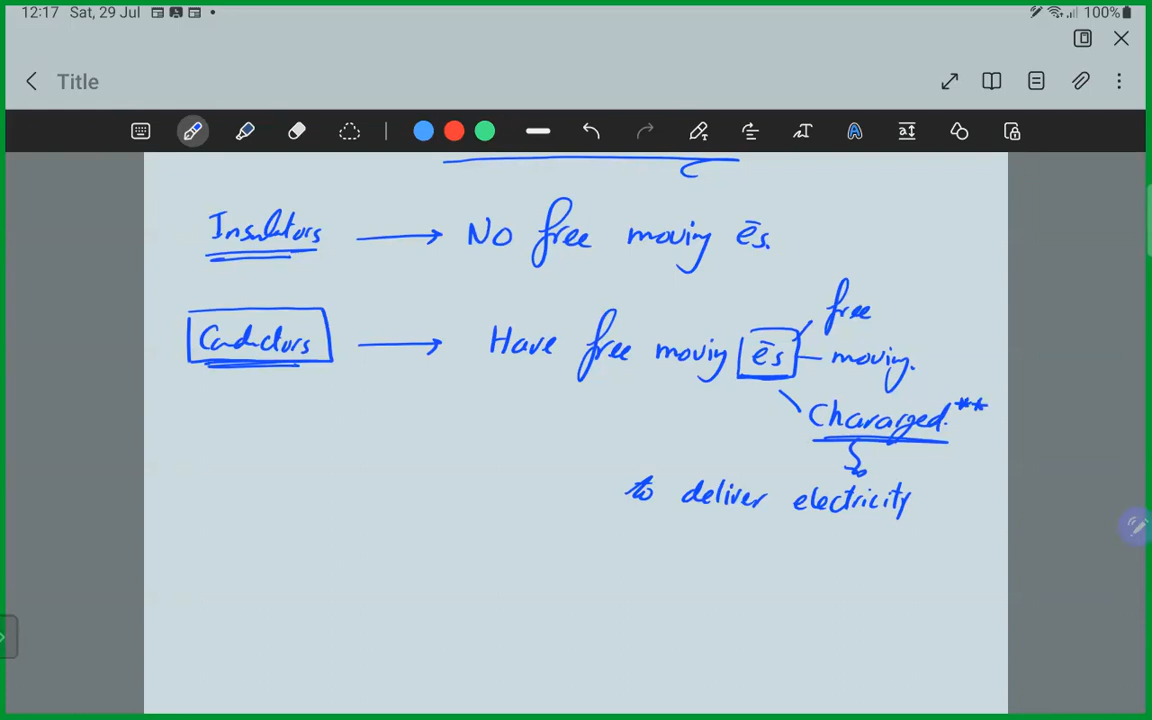 12:17 Sat, 29 Jul 100%
Title
Insulators → No free moving ēs.
free
Conductors → Have free moving ēs moving.
Chararged.**
to deliver electricity